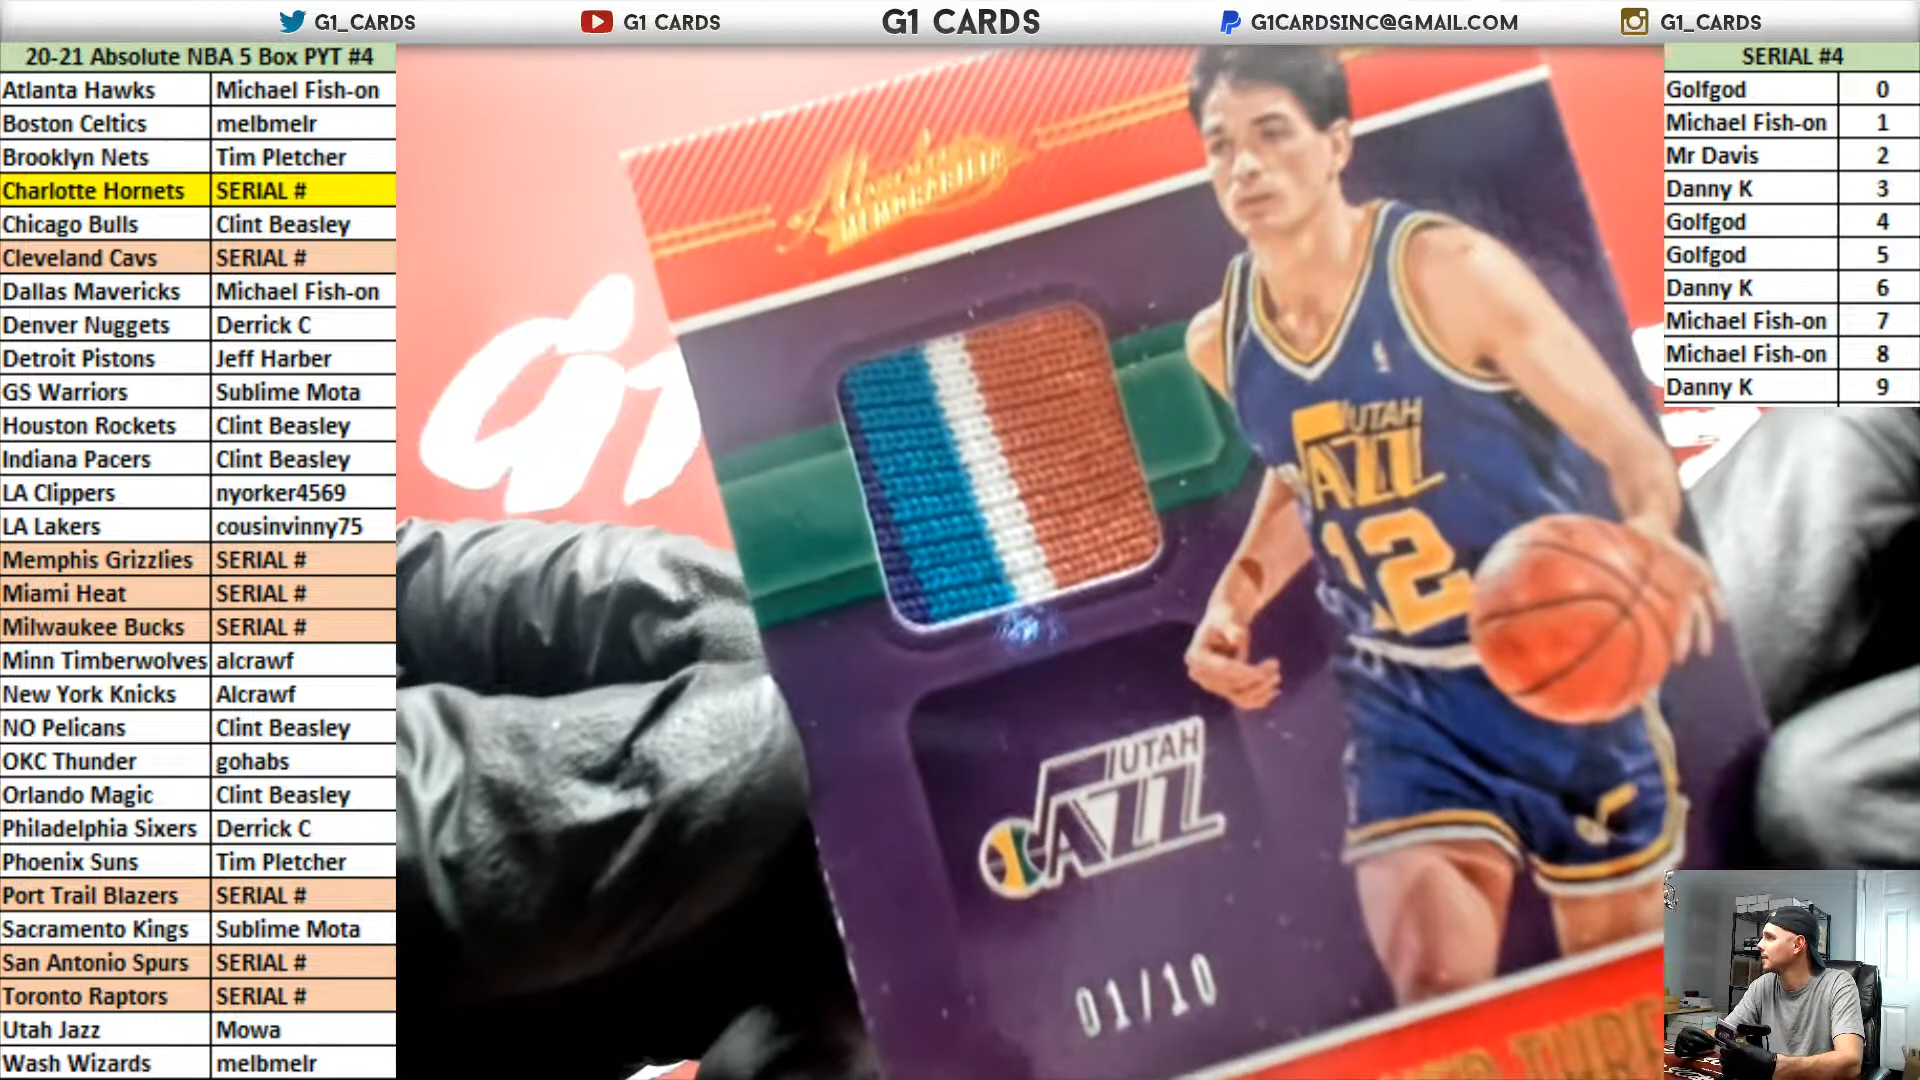 G1_CARDS
G1 CARDS
G1 CARDS
G1CARDSINC@GMAIL.COM
G1_CARDS
20-21 Absolute NBA 5 Box PYT #4
Atlanta Hawks Michael Fish-on
Boston Celtics melbmelr
Brooklyn Nets Tim Pletcher
Charlotte Hornets SERIAL #
Chicago Bulls Clint Beasley
Cleveland Cavs SERIAL #
Dallas Mavericks Michael Fish-on
Denver Nuggets Derrick C
Detroit Pistons Jeff Harber
GS Warriors Sublime Mota
Houston Rockets Clint Beasley
Indiana Pacers Clint Beasley
LA Clippers nyorker4569
LA Lakers cousinvinny75
Memphis Grizzlies SERIAL #
Miami Heat SERIAL #
Milwaukee Bucks SERIAL #
Minn Timberwolves alcrawf
New York Knicks Alcrawf
NO Pelicans Clint Beasley
OKC Thunder gohabs
Orlando Magic Clint Beasley
Philadelphia Sixers Derrick C
Phoenix Suns Tim Pletcher
Port Trail Blazers SERIAL #
Sacramento Kings Sublime Mota
San Antonio Spurs SERIAL #
Toronto Raptors SERIAL #
Utah Jazz Mowa
Wash Wizards melbmelr
Absolute
MEMORABILIA
UTAH
JAZZ
12
UTAH
JAZZ
01/10
SERIAL #4
Golfgod 0
Michael Fish-on 1
Mr Davis 2
Danny K 3
Golfgod 4
Golfgod 5
Danny K 6
Michael Fish-on 7
Michael Fish-on 8
Danny K 9